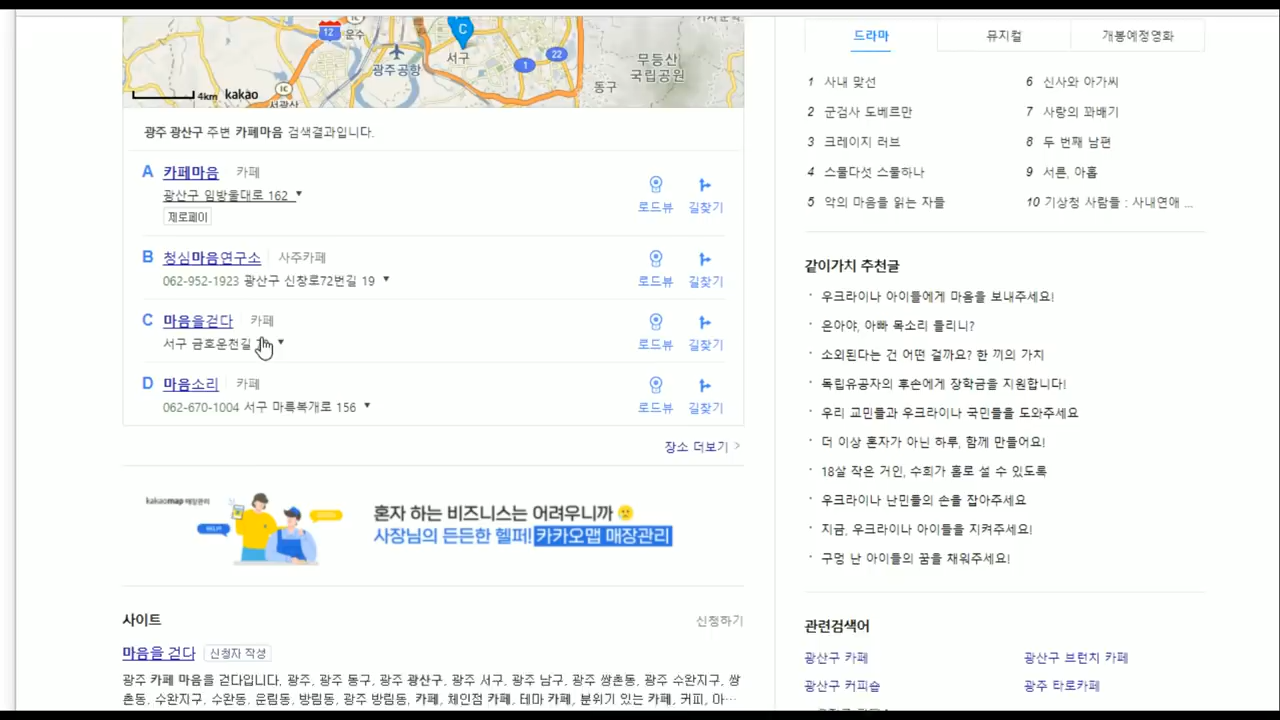 12
운수
IC
C
서구
1
22
광주공항
무등산
국립공원
동구
IC
서광산
4km kakao
광주 광산구 주변 카페마음 검색결과입니다.
A 카페마음 카페
광산구 임방울대로 162
제로페이
로드뷰 길찾기
B 청심마음연구소 사주카페
062-952-1923 광산구 신창로72번길 19
로드뷰 길찾기
C 마음을걷다 카페
서구 금호운천길
로드뷰 길찾기
D 마음소리 카페
062-670-1004 서구 마륵복개로 156
로드뷰 길찾기
장소 더보기 >
kakaomap 매장관리
혼자 하는 비즈니스는 어려우니까
사장님의 든든한 헬퍼! 카카오맵 매장관리
사이트 신청하기
마음을 걷다 신청자 작성
광주 카페 마음을 걷다입니다. 광주, 광주 동구, 광주 광산구, 광주 서구, 광주 남구, 광주 쌍촌동, 광주 수완지구, 쌍
촌동, 수완지구, 수완동, 운림동, 방림동, 광주 방림동, 카페, 체인점 카페, 테마 카페, 분위기 있는 카페, 커피, 마…
드라마 뮤지컬 개봉예정영화
1 사내 맞선
2 군검사 도베르만
3 크레이지 러브
4 스물다섯 스물하나
5 악의 마음을 읽는 자들
6 신사와 아가씨
7 사랑의 꽈배기
8 두 번째 남편
9 서른, 아홉
10 기상청 사람들 : 사내연애 ...
같이가치 추천글
· 우크라이나 아이들에게 마음을 보내주세요!
· 은아야, 아빠 목소리 들리니?
· 소외된다는 건 어떤 걸까요? 한 끼의 가치
· 독립유공자의 후손에게 장학금을 지원합니다!
· 우리 교민들과 우크라이나 국민들을 도와주세요
· 더 이상 혼자가 아닌 하루, 함께 만들어요!
· 18살 작은 거인, 수희가 홀로 설 수 있도록
· 우크라이나 난민들의 손을 잡아주세요
· 지금, 우크라이나 아이들을 지켜주세요!
· 구멍 난 아이들의 꿈을 채워주세요!
관련검색어
광산구 카페 광산구 브런치 카페
광산구 커피숍 광주 타로카페